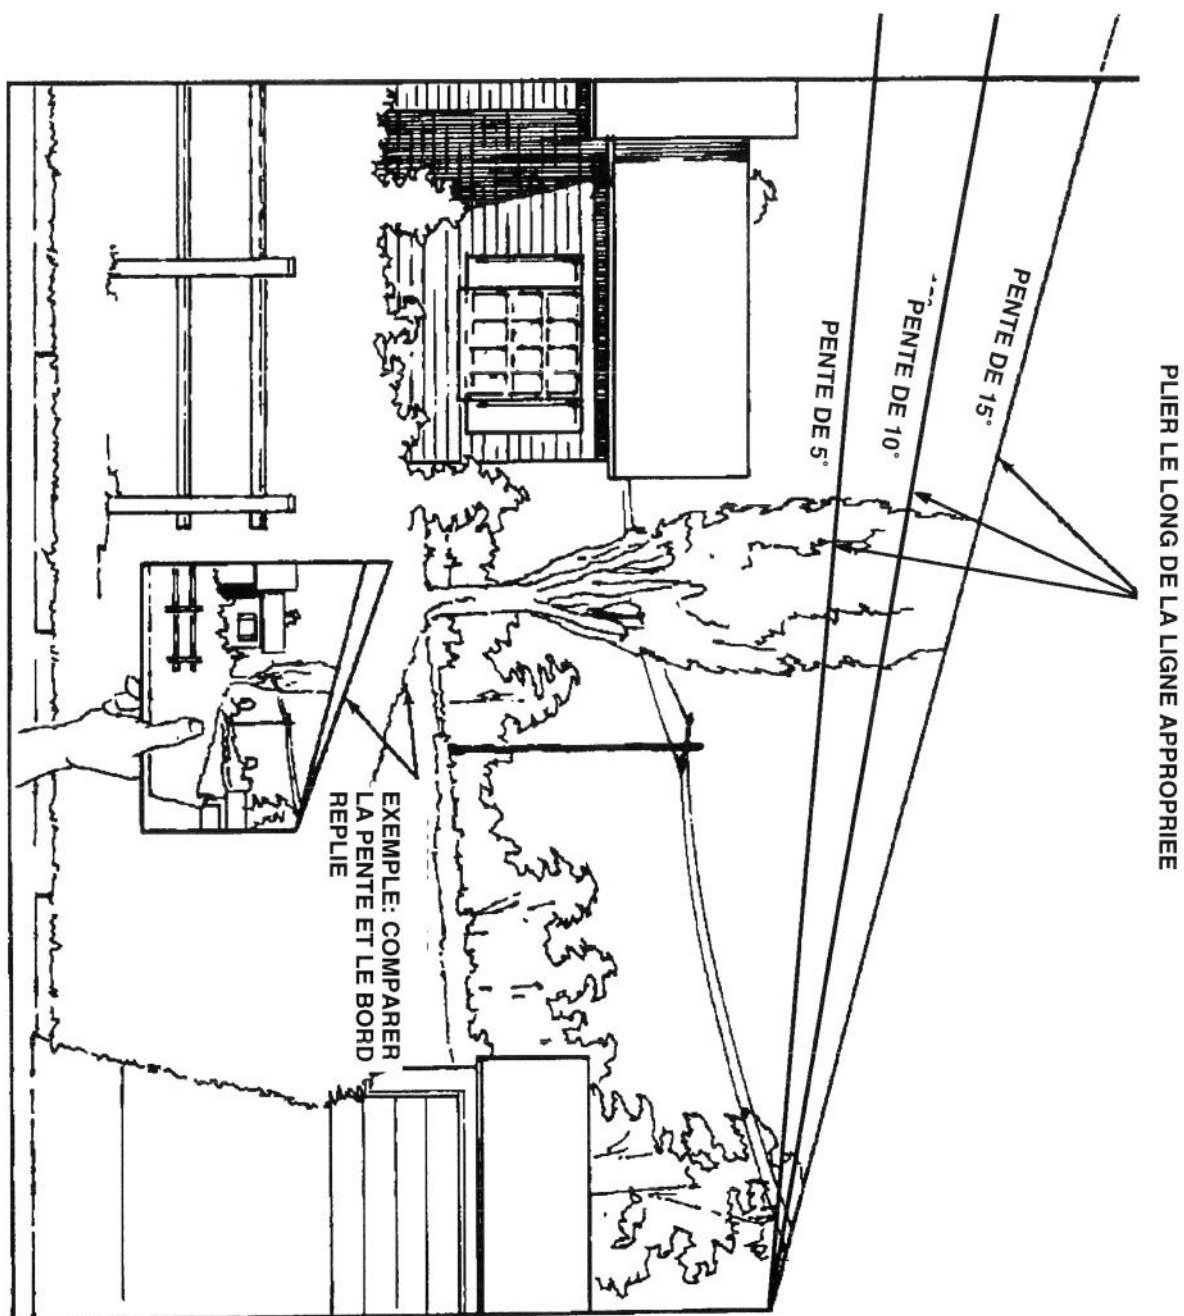 PLIER LE LONG DE LA LIGNE APPROPRIEE
PENTE DE 15°
PENTE DE 10°
PENTE DE 5°
EXEMPLE: COMPARER
LA PENTE ET LE BORD
REPLIE